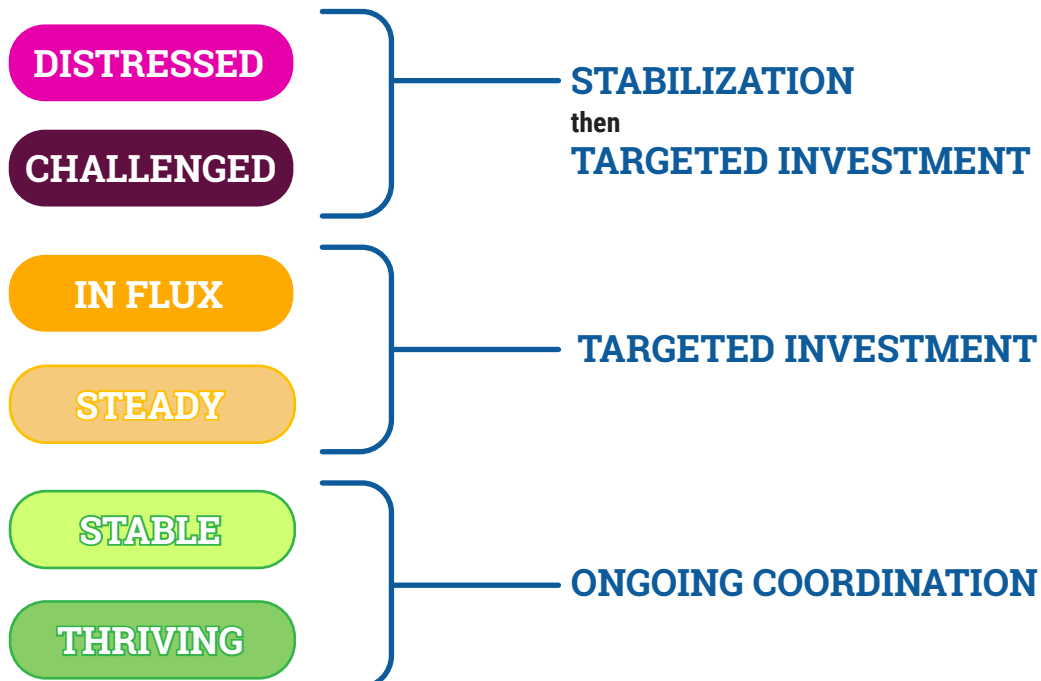 DISTRESSED
CHALLENGED
STABILIZATION
then
TARGETED INVESTMENT
IN FLUX
STEADY
TARGETED INVESTMENT
STABLE
THRIVING
ONGOING COORDINATION